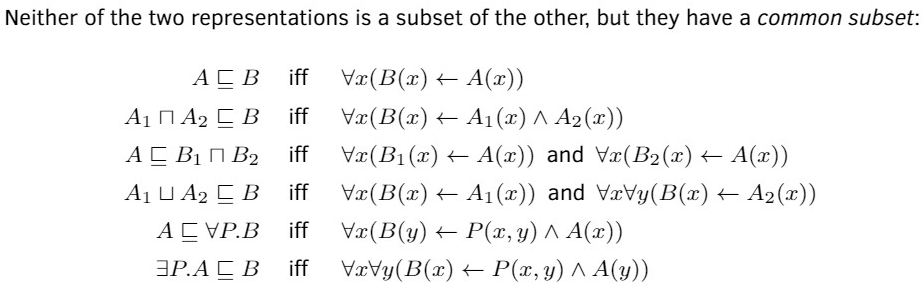 Neither of the two representations is a subset of the other, but they have a common subset:
A ⊑ B iff ∀x(B(x) ← A(x))
A₁ ⊓ A₂ ⊑ B iff ∀x(B(x) ← A₁(x) ∧ A₂(x))
A ⊑ B₁ ⊓ B₂ iff ∀x(B₁(x) ← A(x)) and ∀x(B₂(x) ← A(x))
A₁ ⊔ A₂ ⊑ B iff ∀x(B(x) ← A₁(x)) and ∀x∀y(B(x) ← A₂(x))
A ⊑ ∀P.B iff ∀x(B(y) ← P(x, y) ∧ A(x))
∃P.A ⊑ B iff ∀x∀y(B(x) ← P(x, y) ∧ A(y))